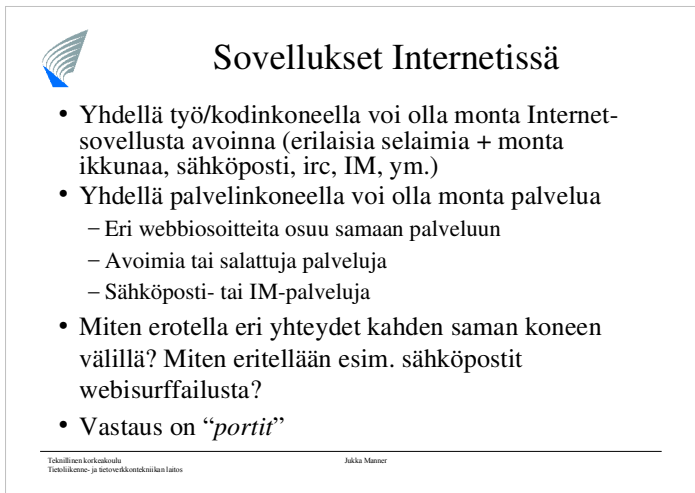 Sovellukset Internetissä
• Yhdellä työ/kodinkoneella voi olla monta Internet-
sovellusta avoinna (erilaisia selaimia + monta
ikkunaa, sähköposti, irc, IM, ym.)
• Yhdellä palvelinkoneella voi olla monta palvelua
– Eri webbiosoitteita osuu samaan palveluun
– Avoimia tai salattuja palveluja
– Sähköposti- tai IM-palveluja
• Miten erotella eri yhteydet kahden saman koneen
välillä? Miten eritellään esim. sähköpostit
webisurffailusta?
• Vastaus on “portit”
Teknillinen korkeakoulu
Tietoliikenne- ja tietoverkkontekniikan laitos
Jukka Manner